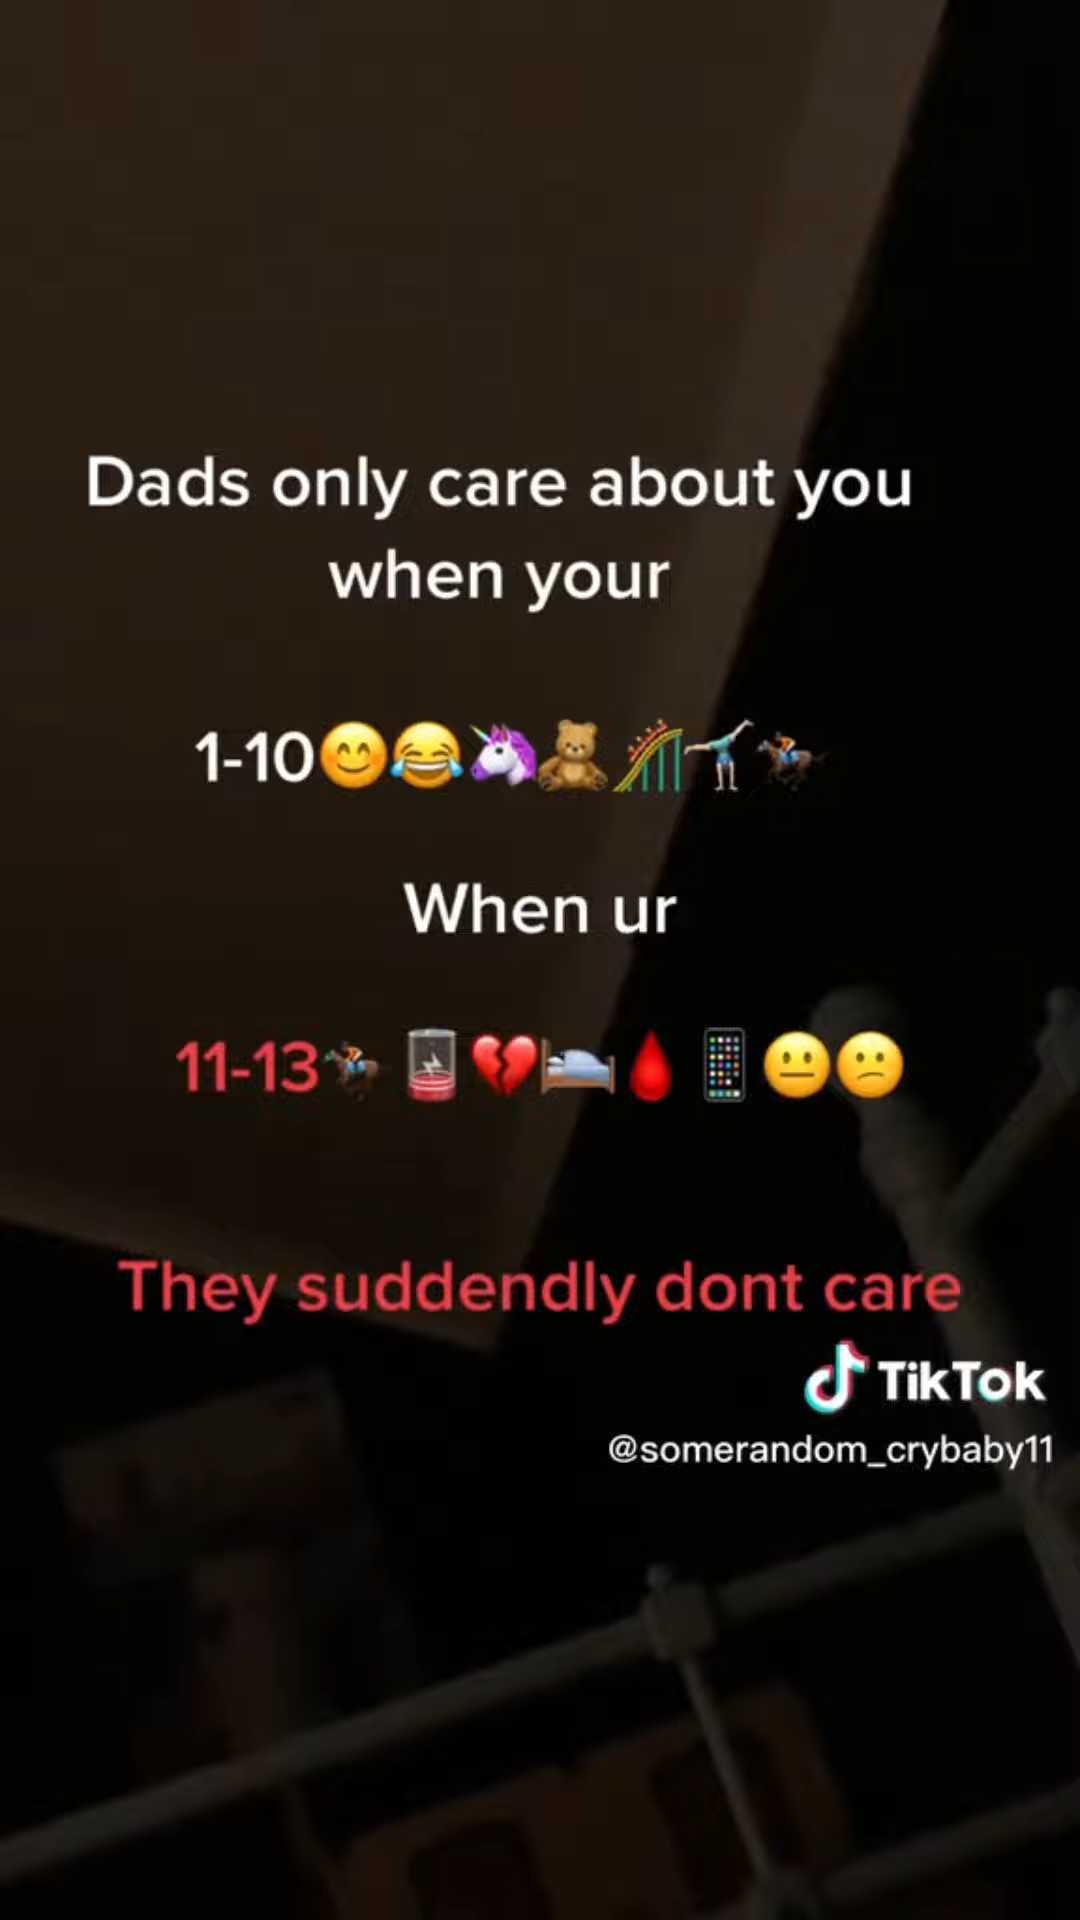 Dads only care about you
when your
1-10😊😂🦄🧸🎢🤸🏇
When ur
11-13🏇🪫💔🛌🩸📱😐😕
They suddendly dont care
TikTok
@somerandom_crybaby11